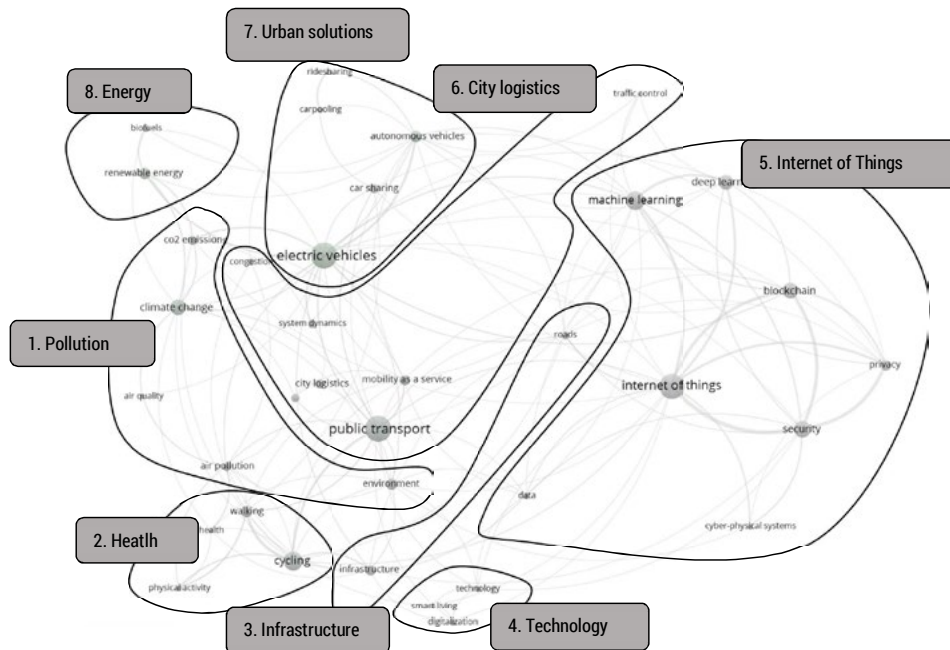 7. Urban solutions
ridesharing
8. Energy
6. City logistics
traffic control
carpooling
biofuels
autonomous vehicles
5. Internet of Things
renewable energy
car sharing
machine learning
deep learn
co2 emissions
electric vehicles
congestion
blockchain
climate change
system dynamics
1. Pollution
roads
privacy
city logistics
mobility as a service
internet of things
air quality
public transport
security
air pollution
environment
data
walking
cyber-physical systems
health
2. Heatlh
cycling
infrastructure
physical activity
technology
smart living
3. Infrastructure
digitalization
4. Technology